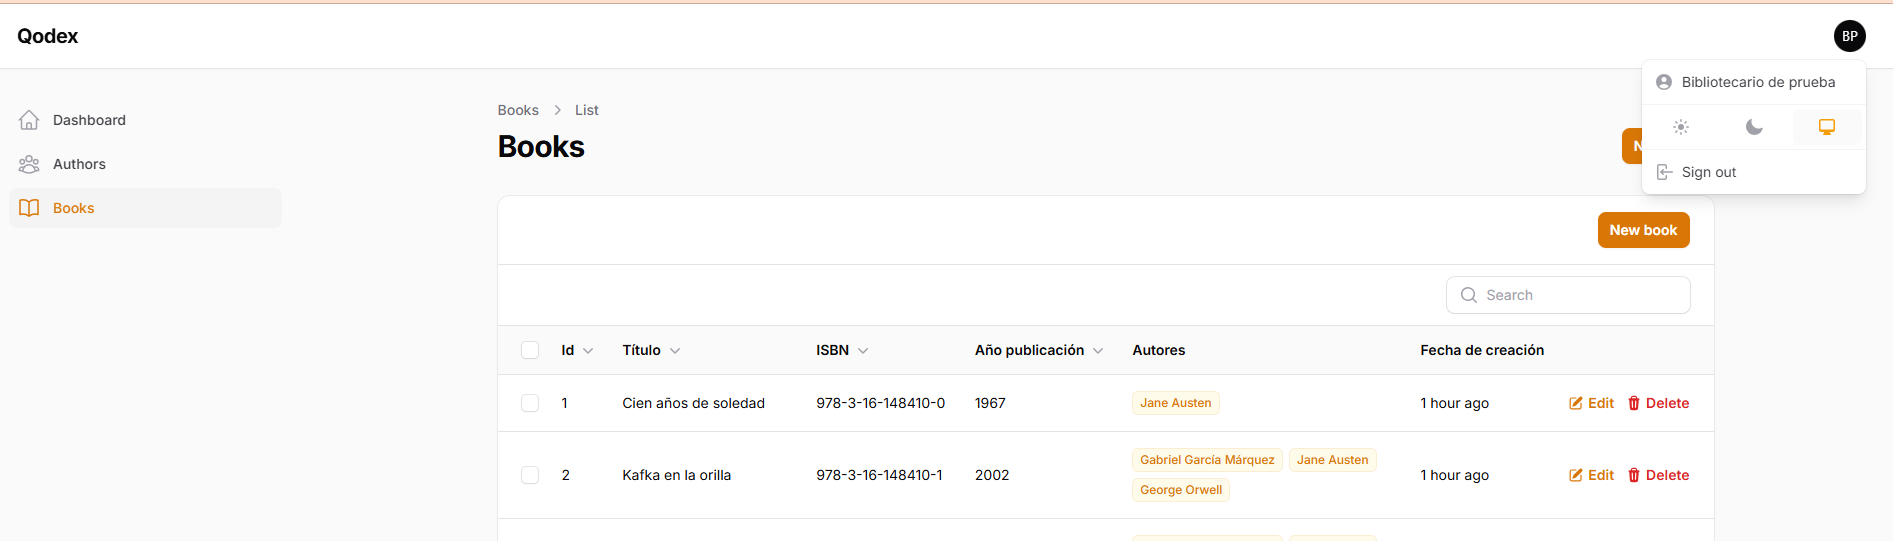 Qodex
BP
Bibliotecario de prueba
Sign out
Dashboard
Authors
Books
Books > List
Books
N
New book
Search
Id Título ISBN Año publicación Autores Fecha de creación
1 Cien años de soledad 978-3-16-148410-0 1967 Jane Austen 1 hour ago Edit Delete
2 Kafka en la orilla 978-3-16-148410-1 2002 Gabriel García Márquez Jane Austen 1 hour ago Edit Delete
George Orwell